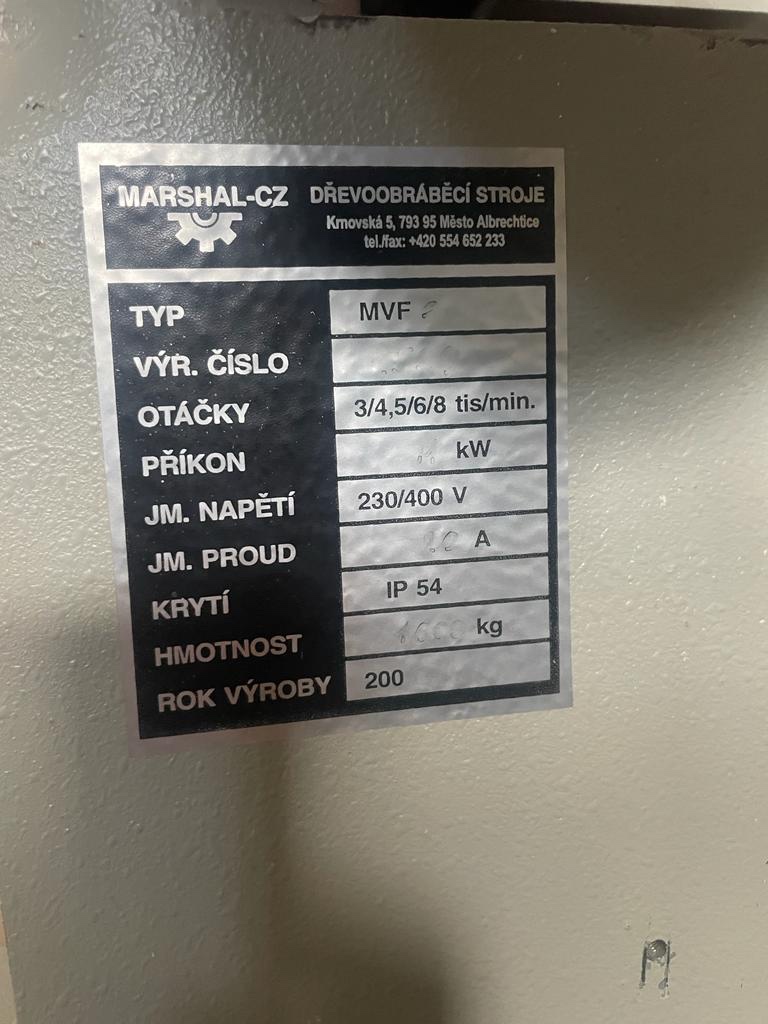 MARSHAL-CZ DŘEVOOBRÁBĚCÍ STROJE
Krnovská 5, 793 95 Město Albrechtice
tel./fax: +420 554 652 233
TYP MVF
VÝR. ČÍSLO
OTÁČKY 3/4,5/6/8 tis/min.
PŘÍKON kW
JM. NAPĚTÍ 230/400 V
JM. PROUD A
KRYTÍ IP 54
HMOTNOST kg
ROK VÝROBY 200